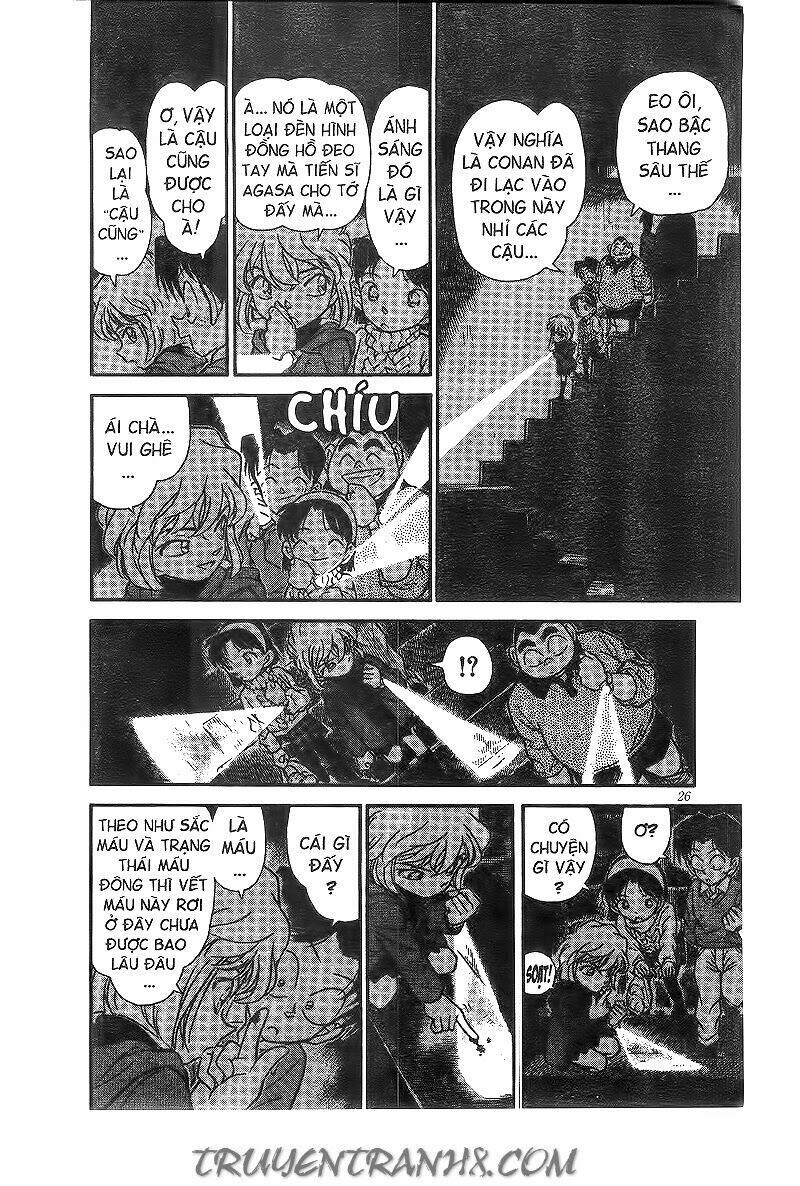 EO ÔI,
SAO BẬC
THANG
SÂU THẾ
...
VẬY NGHĨA
LÀ CONAN ĐÃ
ĐI LẠC VÀO
TRONG NÀY
NHỈ CÁC
CẬU...
ÁNH
SÁNG
ĐÓ
LÀ GÌ
VẬY...
À... NÓ LÀ MỘT
LOẠI ĐÈN HÌNH
ĐỒNG HỒ ĐEO
TAY MÀ TIẾN SĨ
AGASA CHO TỚ
ĐẤY MÀ...
Ơ, VẬY
LÀ CẬU
CŨNG
ĐƯỢC
CHO
À!
SAO
LẠI
LÀ
"CẬU
CŨNG"
...
CHÍU
ÁI CHÀ...
VUI GHÊ
...
!?
26
Ơ?
CÓ
CHUYỆN
GÌ VẬY
?
SOẠT!
CÁI GÌ
ĐẤY
?
LÀ
MÁU...
THEO NHƯ SẮC
MÁU VÀ TRẠNG
THÁI MÁU
ĐÔNG THÌ VẾT
MÁU NÀY RƠI
Ở ĐÂY CHƯA
ĐƯỢC BAO
LÂU ĐÂU
...
TRUYENTRANH8.COM